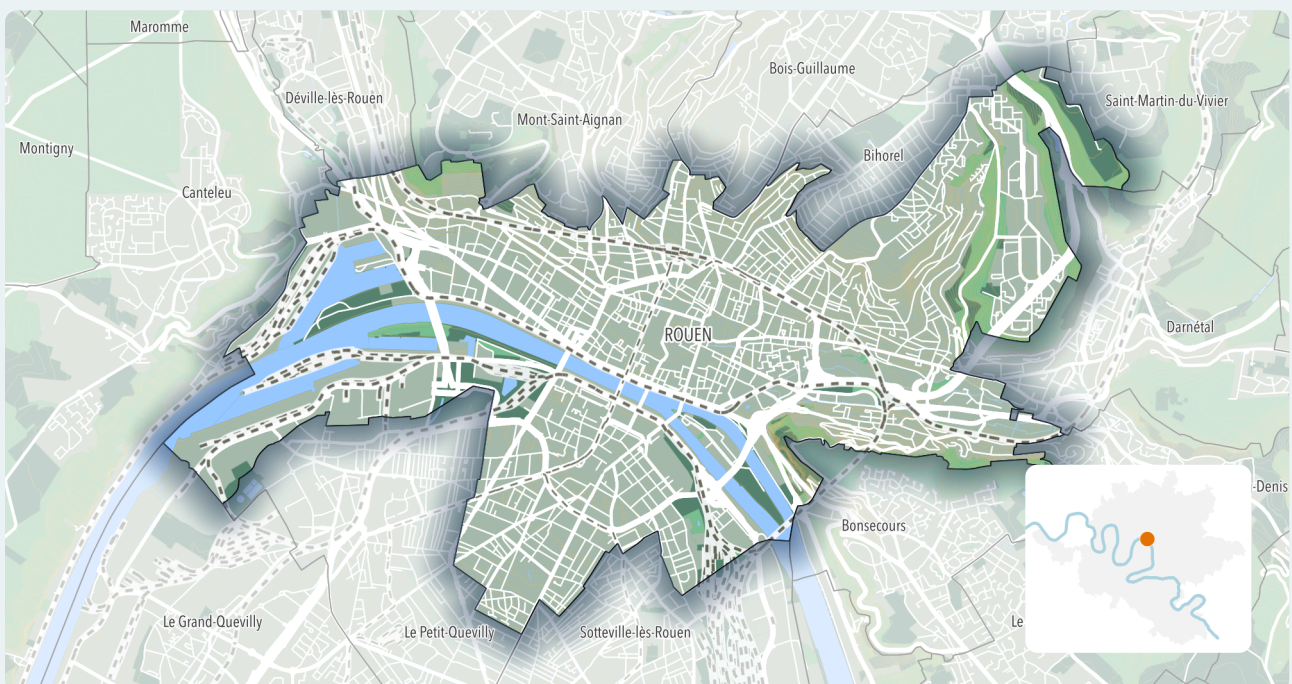 Maromme
Bois-Guillaume
Déville-lès-Rouen
Saint-Martin-du-Vivier
Mont-Saint-Aignan
Montigny
Bihorel
Canteleu
Darnétal
ROUEN
-Denis
Bonsecours
Le Grand-Quevilly
Le Petit-Quevilly
Sotteville-lès-Rouen
Le